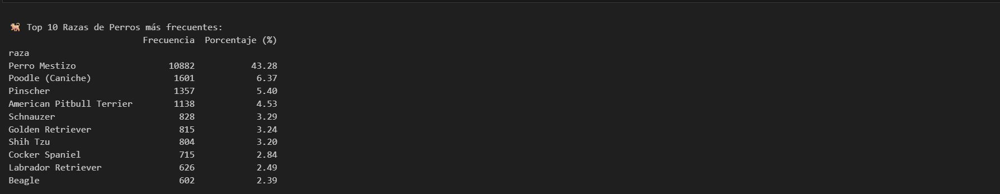 🐕 Top 10 Razas de Perros más frecuentes:
Frecuencia Porcentaje (%)
raza
Perro Mestizo 10882 43.28
Poodle (Caniche) 1601 6.37
Pinscher 1357 5.40
American Pitbull Terrier 1138 4.53
Schnauzer 828 3.29
Golden Retriever 815 3.24
Shih Tzu 804 3.20
Cocker Spaniel 715 2.84
Labrador Retriever 626 2.49
Beagle 602 2.39